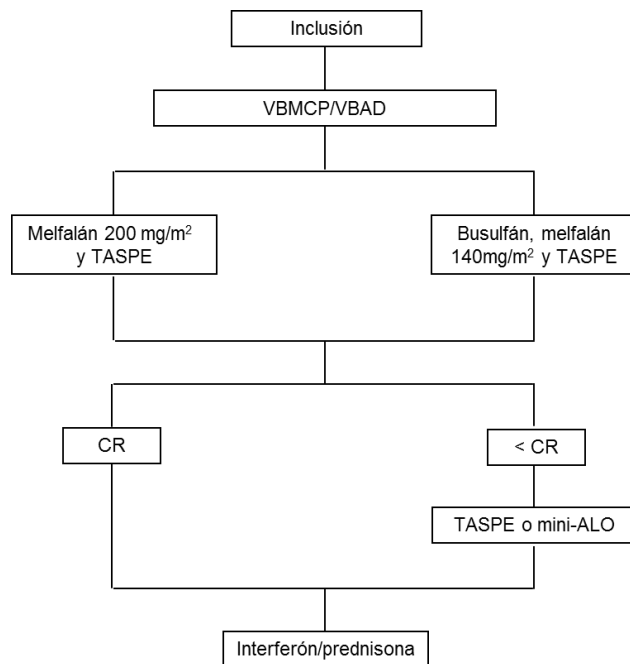 Inclusión
VBMCP/VBAD
Melfalán 200 mg/m²
y TASPE
Busulfán, melfalán
140mg/m² y TASPE
CR
< CR
TASPE o mini-ALO
Interferón/prednisona